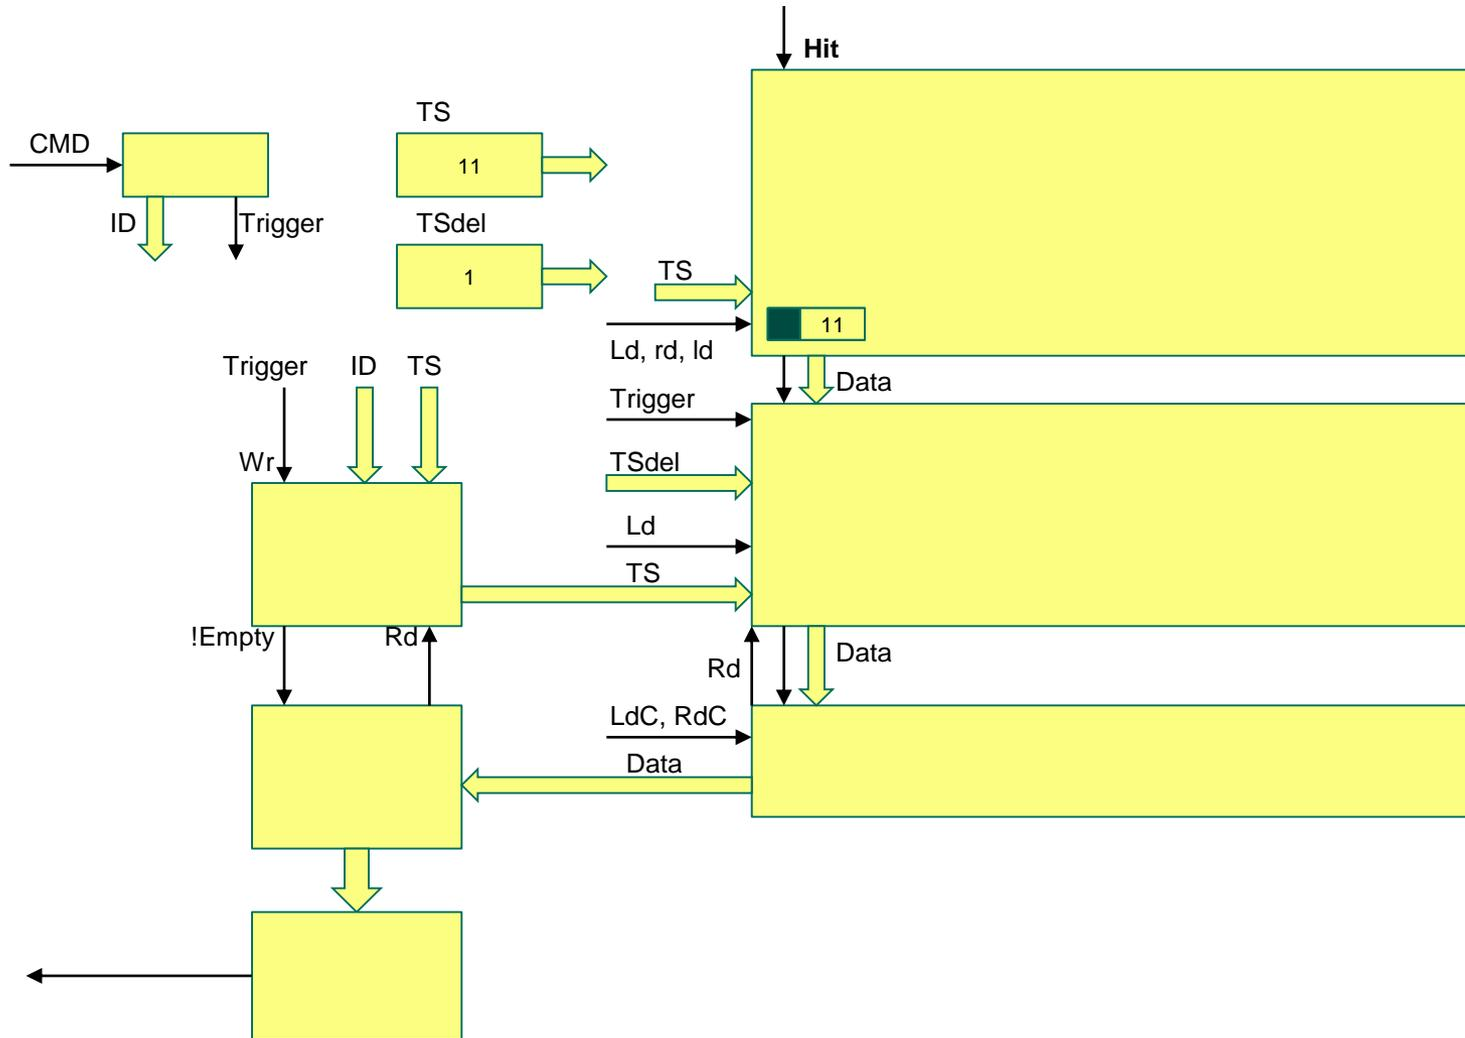 Hit
TS
CMD
11
ID
Trigger
TSdel
1
TS
11
Ld, rd, ld
Trigger
ID
TS
Data
Trigger
Wr
TSdel
Ld
TS
!Empty
Rd
Rd
Data
LdC, RdC
Data